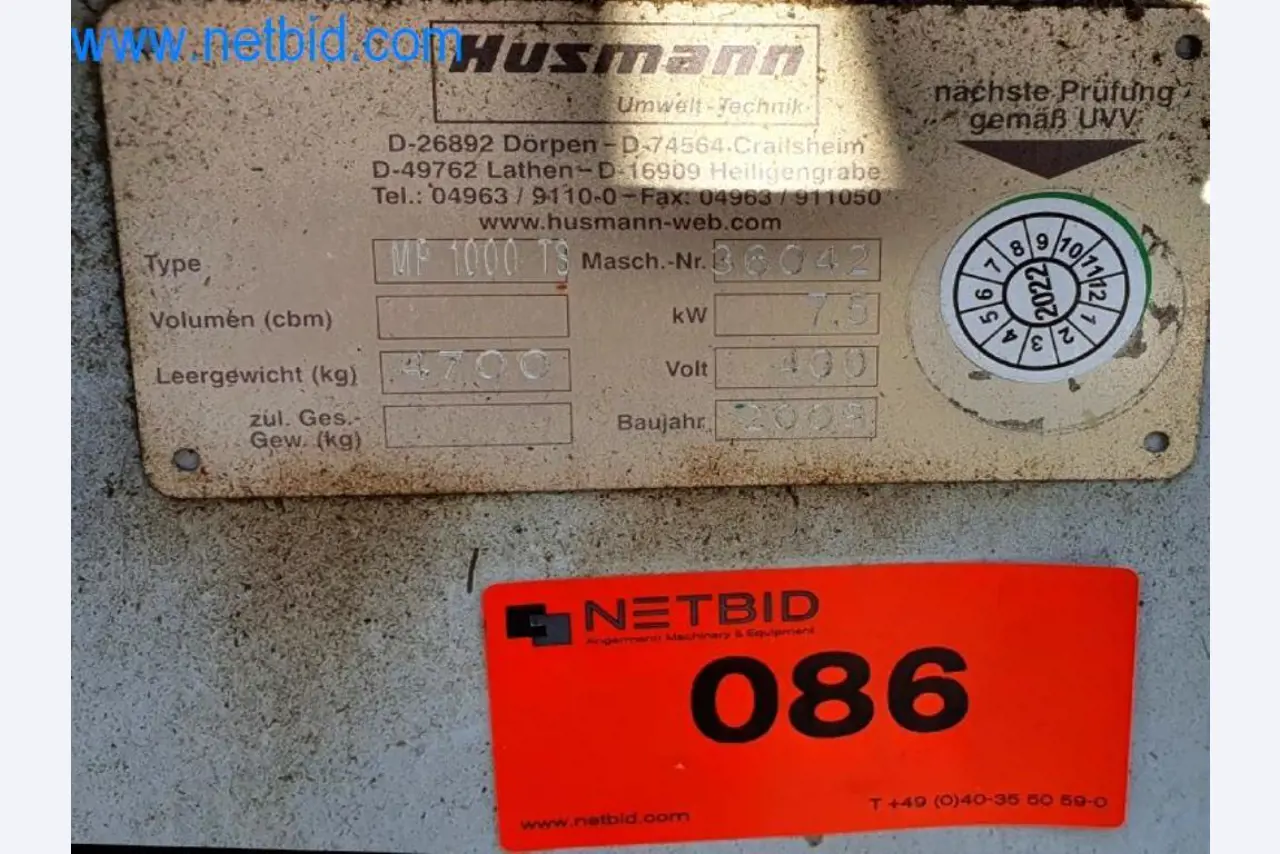 www.netbid.com
Husmann
Umwelt-Technik
D-26892 Dörpen – D-74564 Crailsheim
D-49762 Lathen – D-16909 Heiligengrabe
Tel.: 04963 / 9110-0 – Fax: 04963 / 911050
www.husmann-web.com
nächste Prüfung
gemäß UVV
Type MP 1000 TS Masch.-Nr. 36042
Volumen (cbm) kW 7,5
Leergewicht (kg) 4700 Volt 400
zul. Ges.-
Gew. (kg) Baujahr
2022
1 2 3 4 5 6 7 8 9 10 11 12
NETBID
Angermann Machinery & Equipment
086
www.netbid.com T +49 (0)40-35 50 59-0